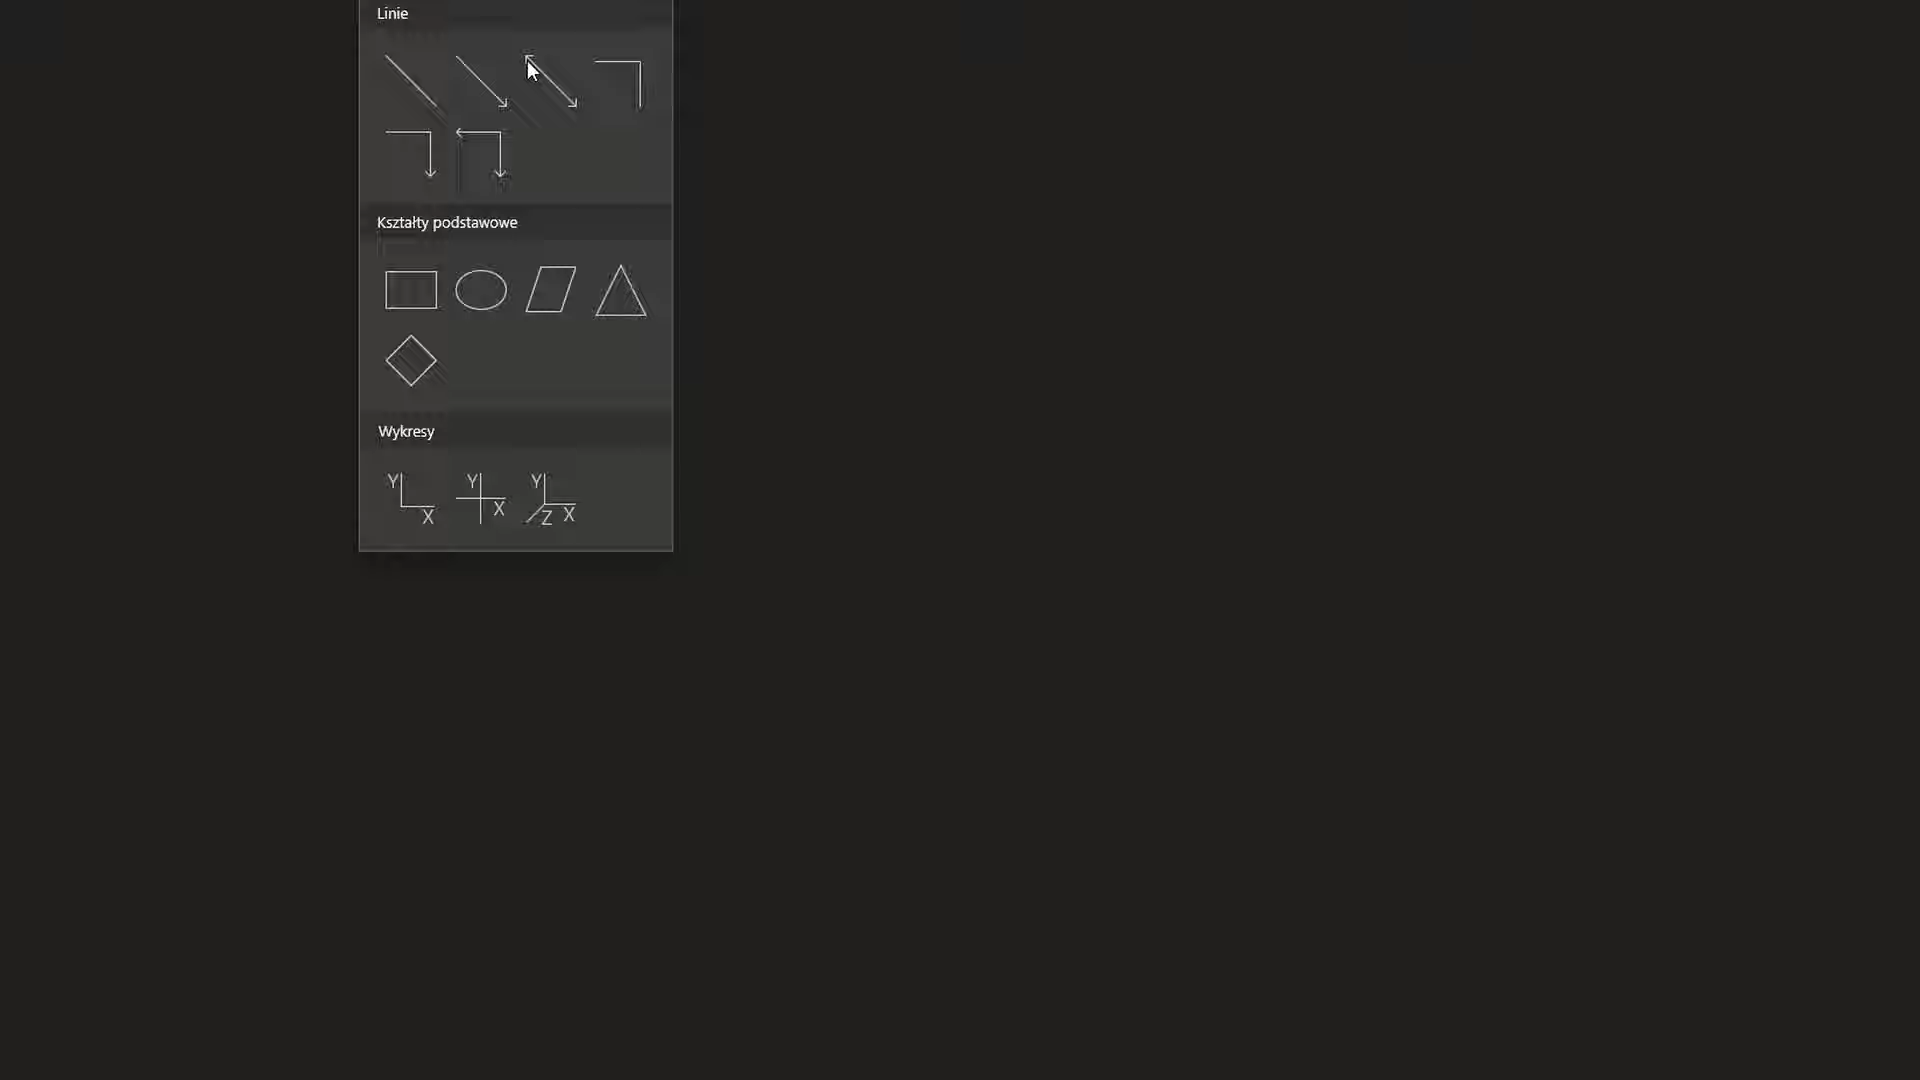 Linie
Kształty podstawowe
Wykresy
Y X
Y X
Y Z X